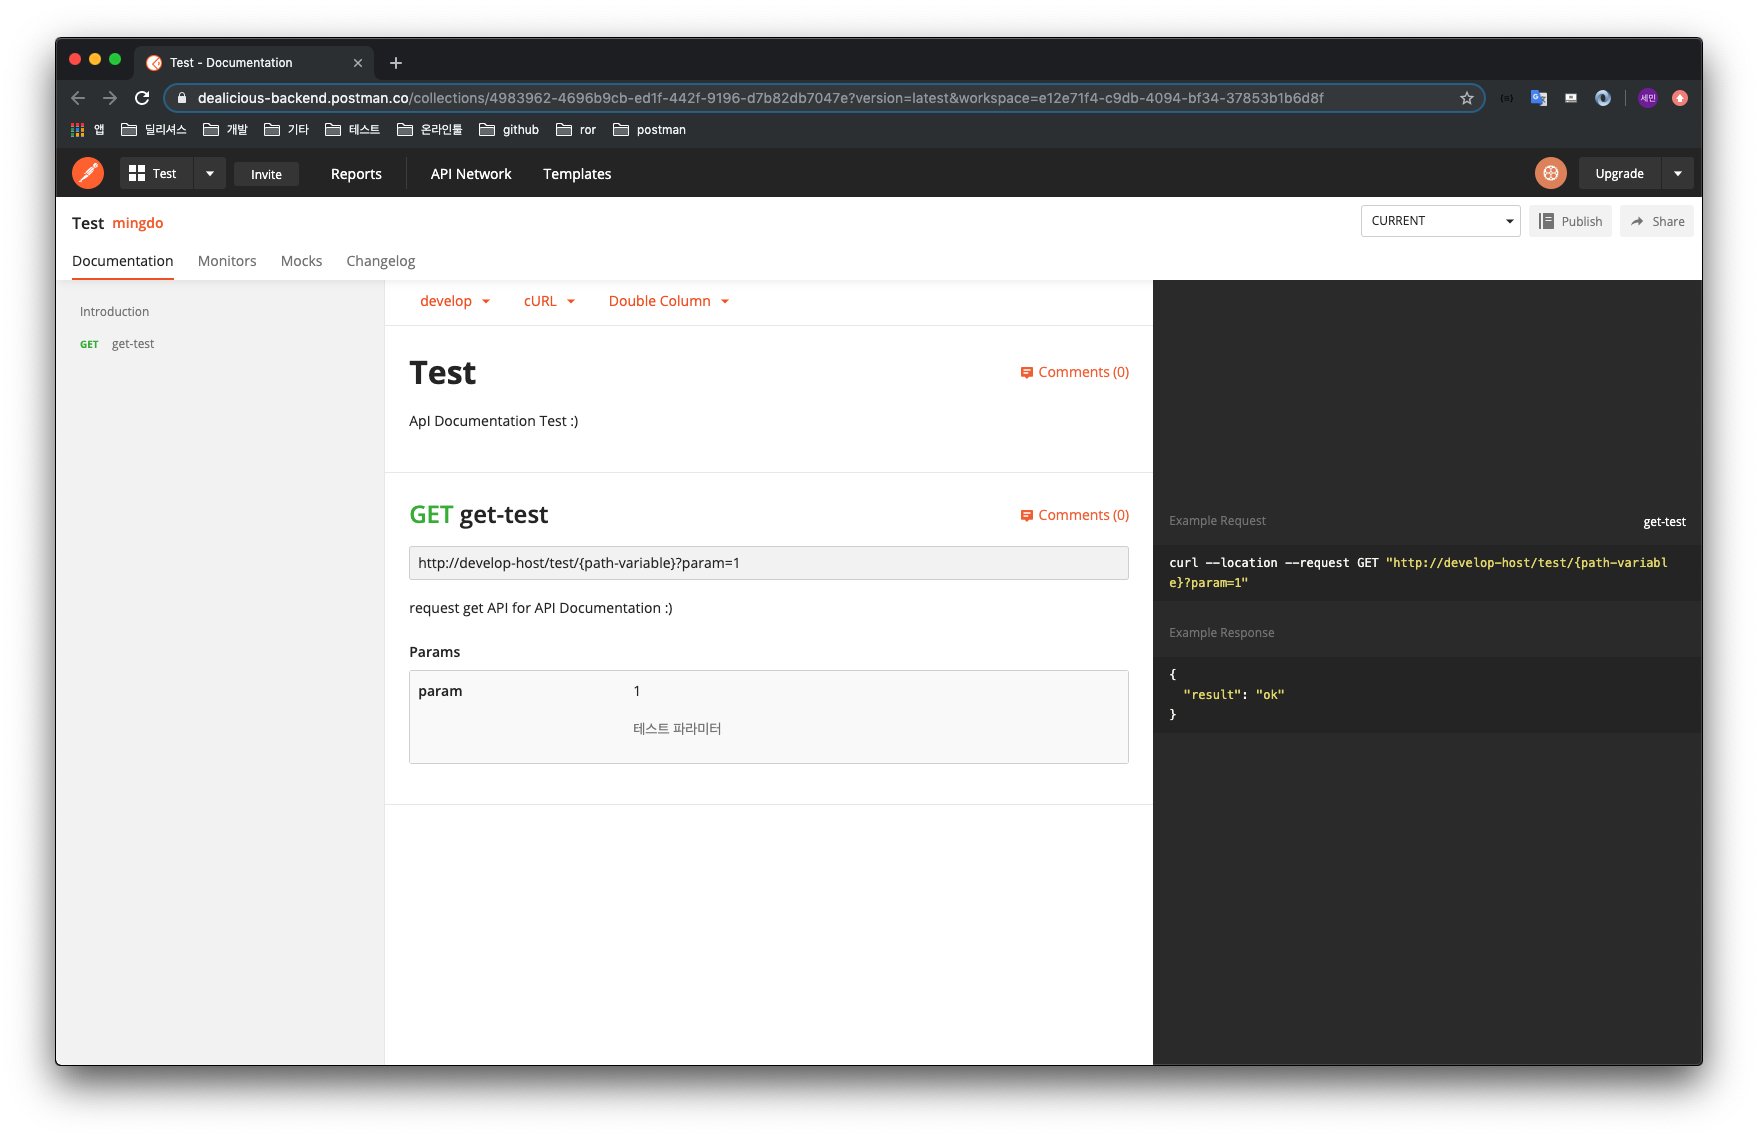 Test - Documentation
dealicious-backend.postman.co/collections/4983962-4696b9cb-ed1f-442f-9196-d7b82db7047e?version=latest&workspace=e12e71f4-c9db-4094-bf34-37853b1b6d8f
세민
앱 딜리셔스 개발 기타 테스트 온라인툴 github ror postman
Test Invite Reports API Network Templates Upgrade
Test mingdo
CURRENT Publish Share
Documentation Monitors Mocks Changelog
Introduction
GET get-test
develop cURL Double Column
Test
Comments (0)
ApI Documentation Test :)
GET get-test
Comments (0)
http://develop-host/test/{path-variable}?param=1
request get API for API Documentation :)
Params
param 1
테스트 파라미터
Example Request get-test
curl --location --request GET "http://develop-host/test/{path-variabl
e}?param=1"
Example Response
{
"result": "ok"
}